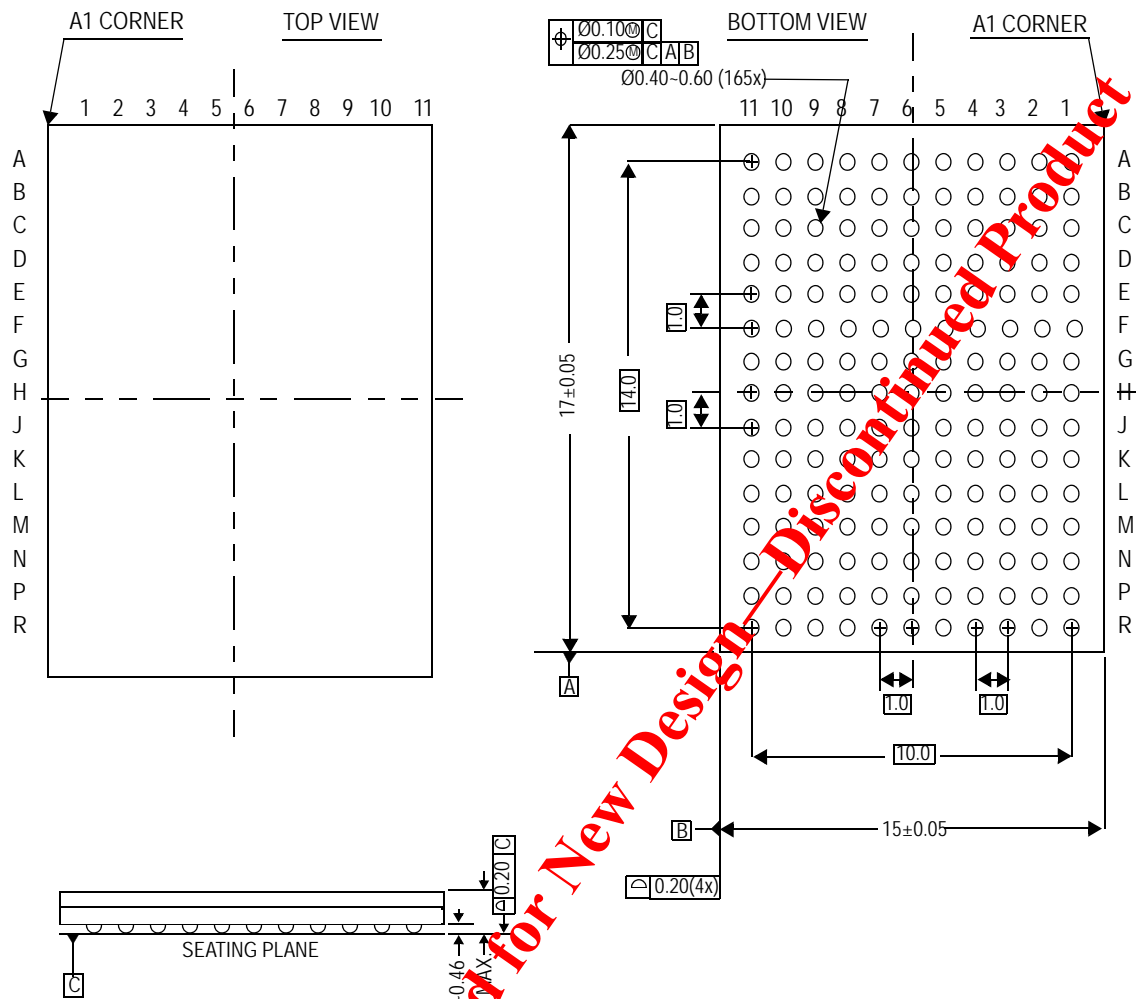 A1 CORNER
TOP VIEW
BOTTOM VIEW
A1 CORNER
Ø0.10Ⓜ C
Ø0.25Ⓜ C A B
Ø0.40~0.60 (165x)
1 2 3 4 5 6 7 8 9 10 11
11 10 9 8 7 6 5 4 3 2 1
A
B
C
D
E
F
G
H
J
K
L
M
N
P
R
A
B
C
D
E
F
G
H
J
K
L
M
N
P
R
17±0.05
14.0
1.0
1.0
A
1.0
1.0
10.0
B
15±0.05
0.20(4x)
0.20 C
SEATING PLANE
C
MAX.
for New Design—Discontinued Product